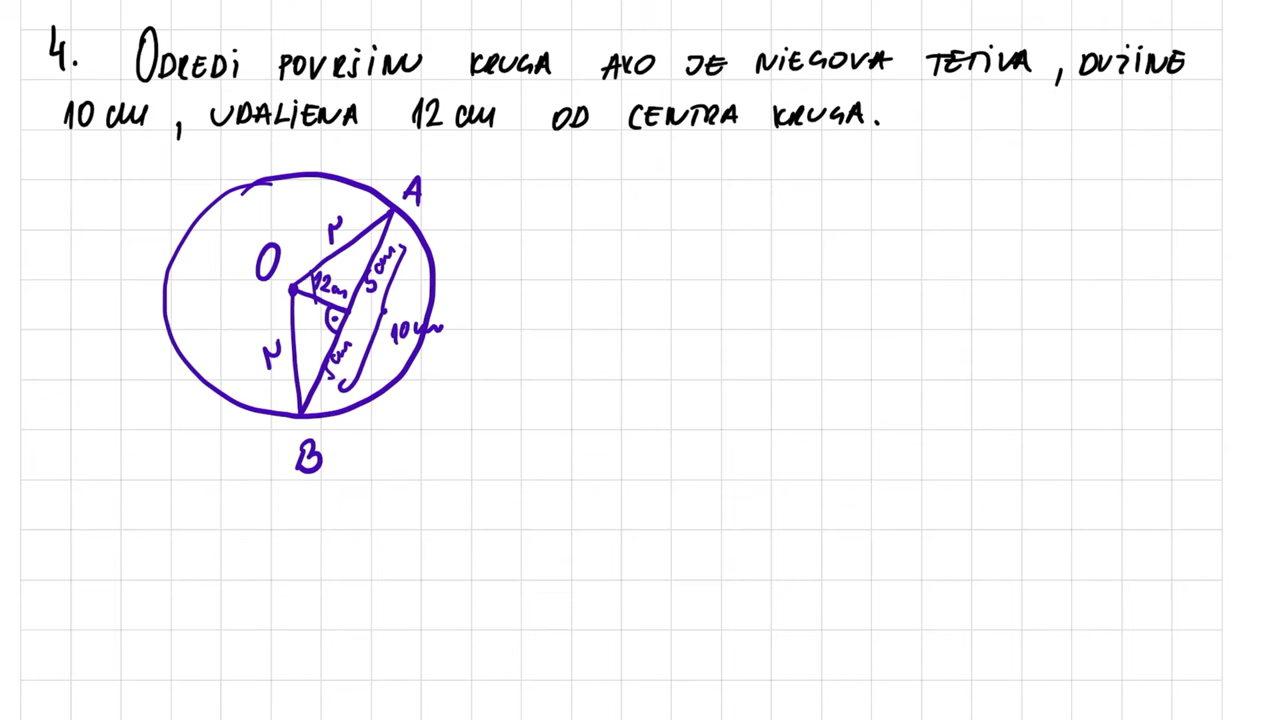 4. ODREDI POVRŠINU KRUGA AKO JE NJEGOVA TETIVA, DUŽINE
10 cm, UDALJENA 12 cm OD CENTRA KRUGA.
A
r
O
12cm
5cm
10cm
r
5cm
B